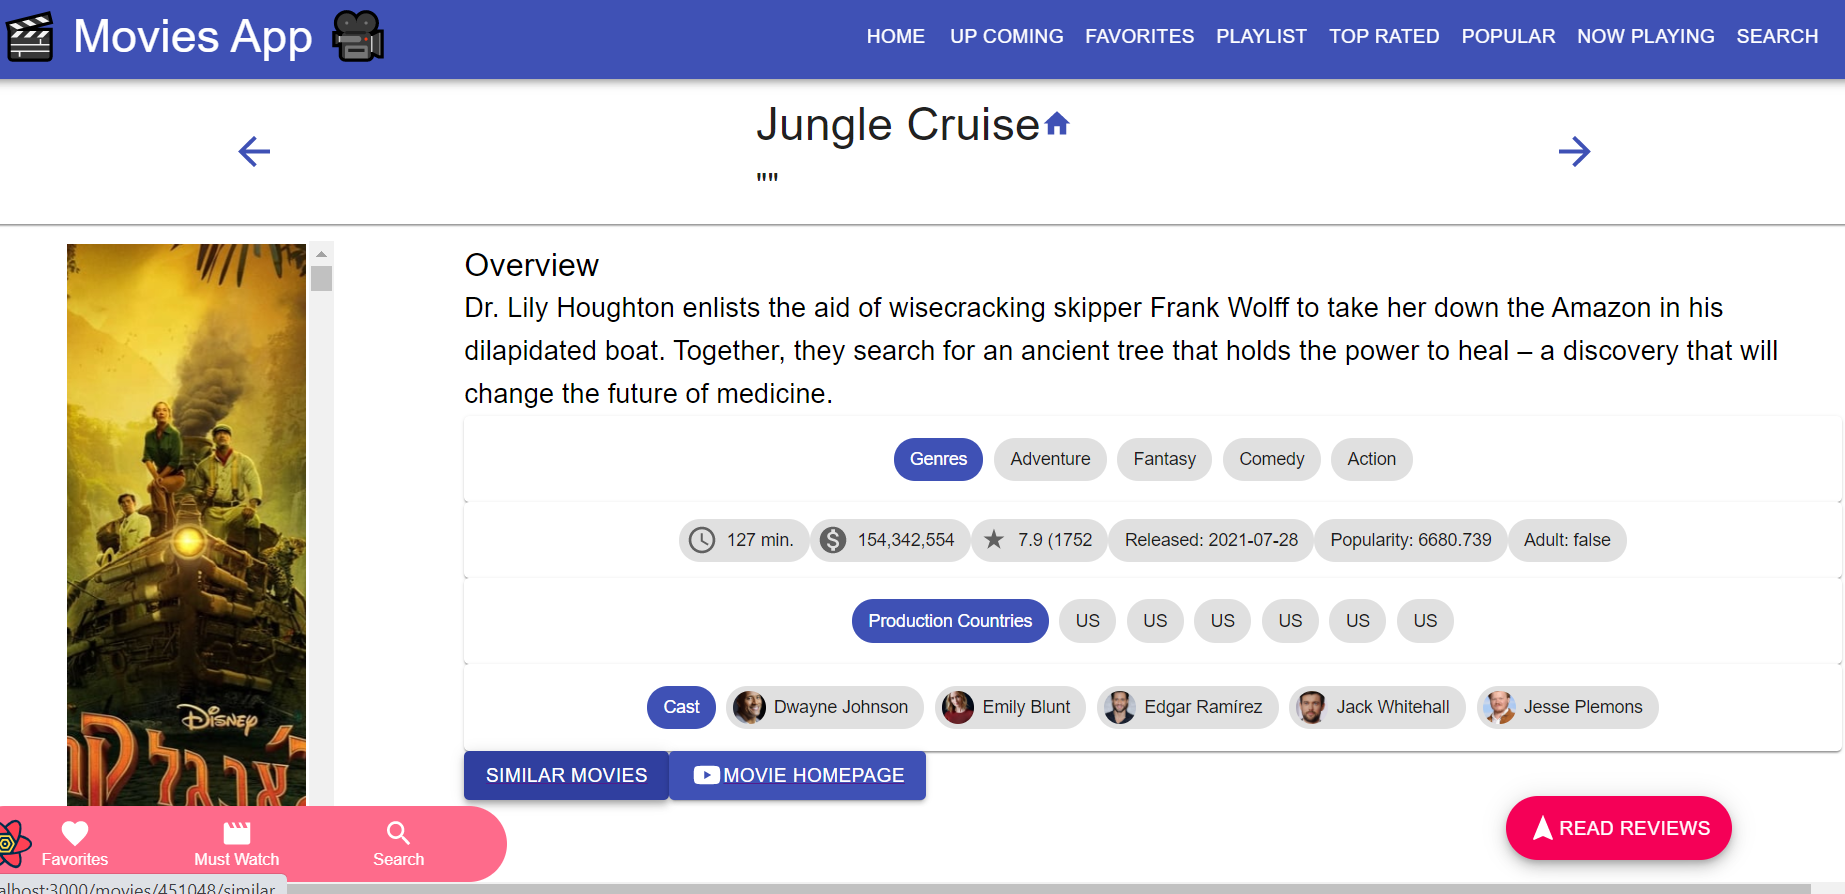 Movies App
HOME UP COMING FAVORITES PLAYLIST TOP RATED POPULAR NOW PLAYING SEARCH
Jungle Cruise
""
Overview
Dr. Lily Houghton enlists the aid of wisecracking skipper Frank Wolff to take her down the Amazon in his
dilapidated boat. Together, they search for an ancient tree that holds the power to heal – a discovery that will
change the future of medicine.
Genres Adventure Fantasy Comedy Action
127 min. 154,342,554 7.9 (1752 Released: 2021-07-28 Popularity: 6680.739 Adult: false
Production Countries US US US US US US
Cast Dwayne Johnson Emily Blunt Edgar Ramírez Jack Whitehall Jesse Plemons
Disney
ג'אנגל קר
SIMILAR MOVIES MOVIE HOMEPAGE
READ REVIEWS
Favorites Must Watch Search
alhost:3000/movies/451048/similar